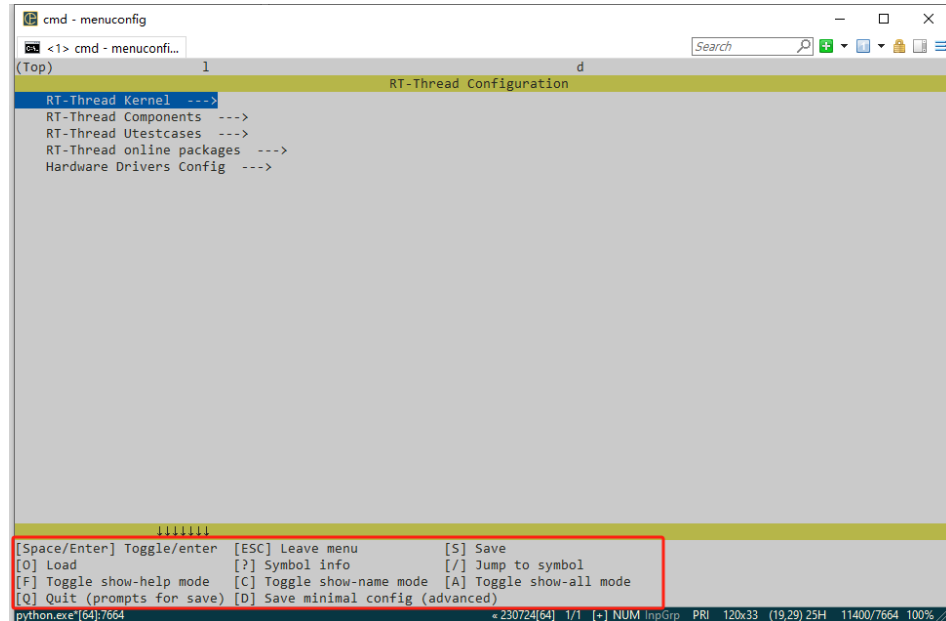 cmd - menuconfig
<1> cmd - menuconfi...
Search
(Top) l d
RT-Thread Configuration
RT-Thread Kernel --->
RT-Thread Components --->
RT-Thread Utestcases --->
RT-Thread online packages --->
Hardware Drivers Config --->
↓↓↓↓↓↓↓
[Space/Enter] Toggle/enter [ESC] Leave menu [S] Save
[O] Load [?] Symbol info [/] Jump to symbol
[F] Toggle show-help mode [C] Toggle show-name mode [A] Toggle show-all mode
[Q] Quit (prompts for save) [D] Save minimal config (advanced)
python.exe*[64]:7664 « 230724[64] 1/1 [+] NUM InpGrp PRI 120x33 (19,29) 25H 11400/7664 100%